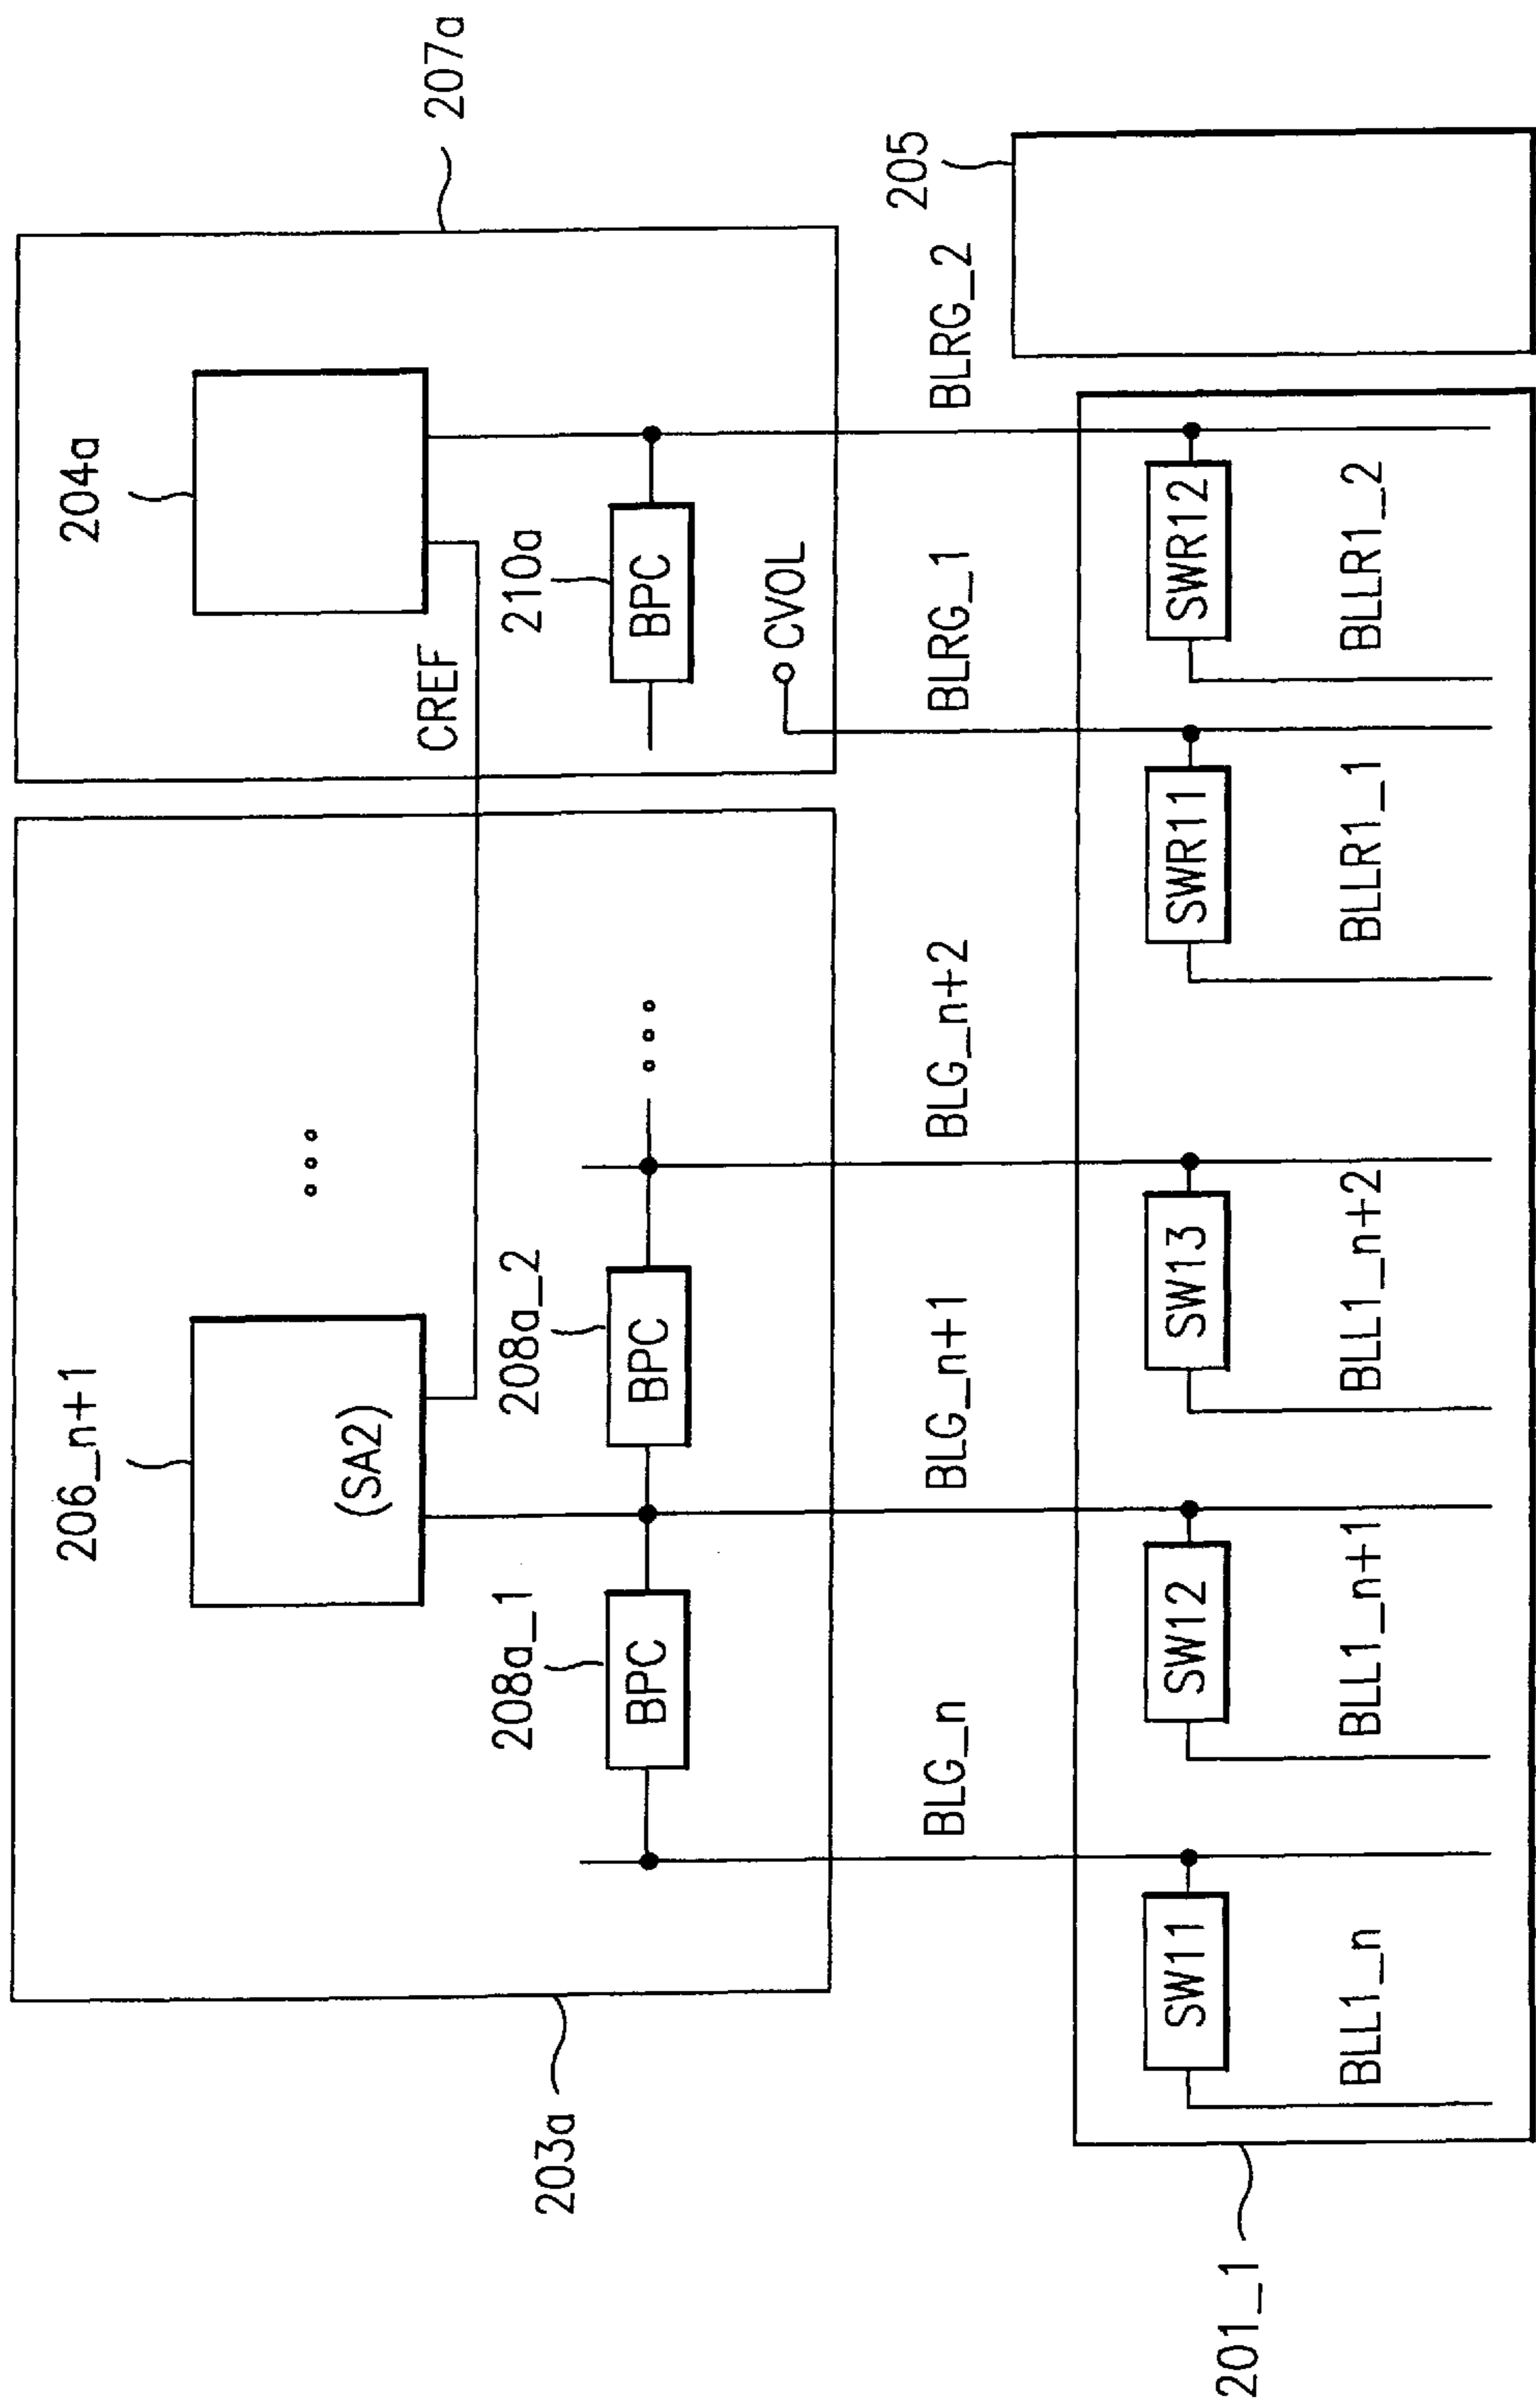 206_n+1
204a
207a
(SA2)
CREF
208a_1
208a_2
210a
BPC
BPC
BPC
CVOL
203a
205
BLG_n
BLG_n+1
BLG_n+2
BLRG_1
BLRG_2
SW11
SW12
SW13
SWR11
SWR12
BLL1_n
BLL1_n+1
BLL1_n+2
BLLR1_1
BLLR1_2
201_1